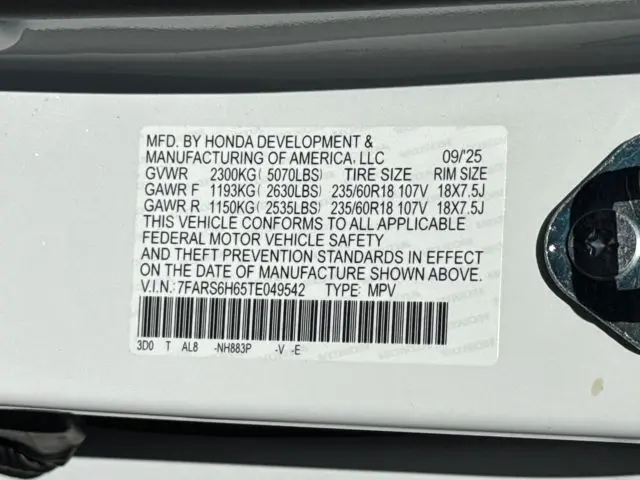 MFD. BY HONDA DEVELOPMENT &
MANUFACTURING OF AMERICA, LLC 09/'25
GVWR 2300KG ( 5070LBS) TIRE SIZE RIM SIZE
GAWR F 1193KG ( 2630LBS) 235/60R18 107V 18X7.5J
GAWR R 1150KG ( 2535LBS) 235/60R18 107V 18X7.5J
THIS VEHICLE CONFORMS TO ALL APPLICABLE
FEDERAL MOTOR VEHICLE SAFETY
AND THEFT PREVENTION STANDARDS IN EFFECT
ON THE DATE OF MANUFACTURE SHOWN ABOVE.
V.I.N.: 7FARS6H65TE049542 TYPE: MPV
3D0 T AL8 -NH883P -V -E